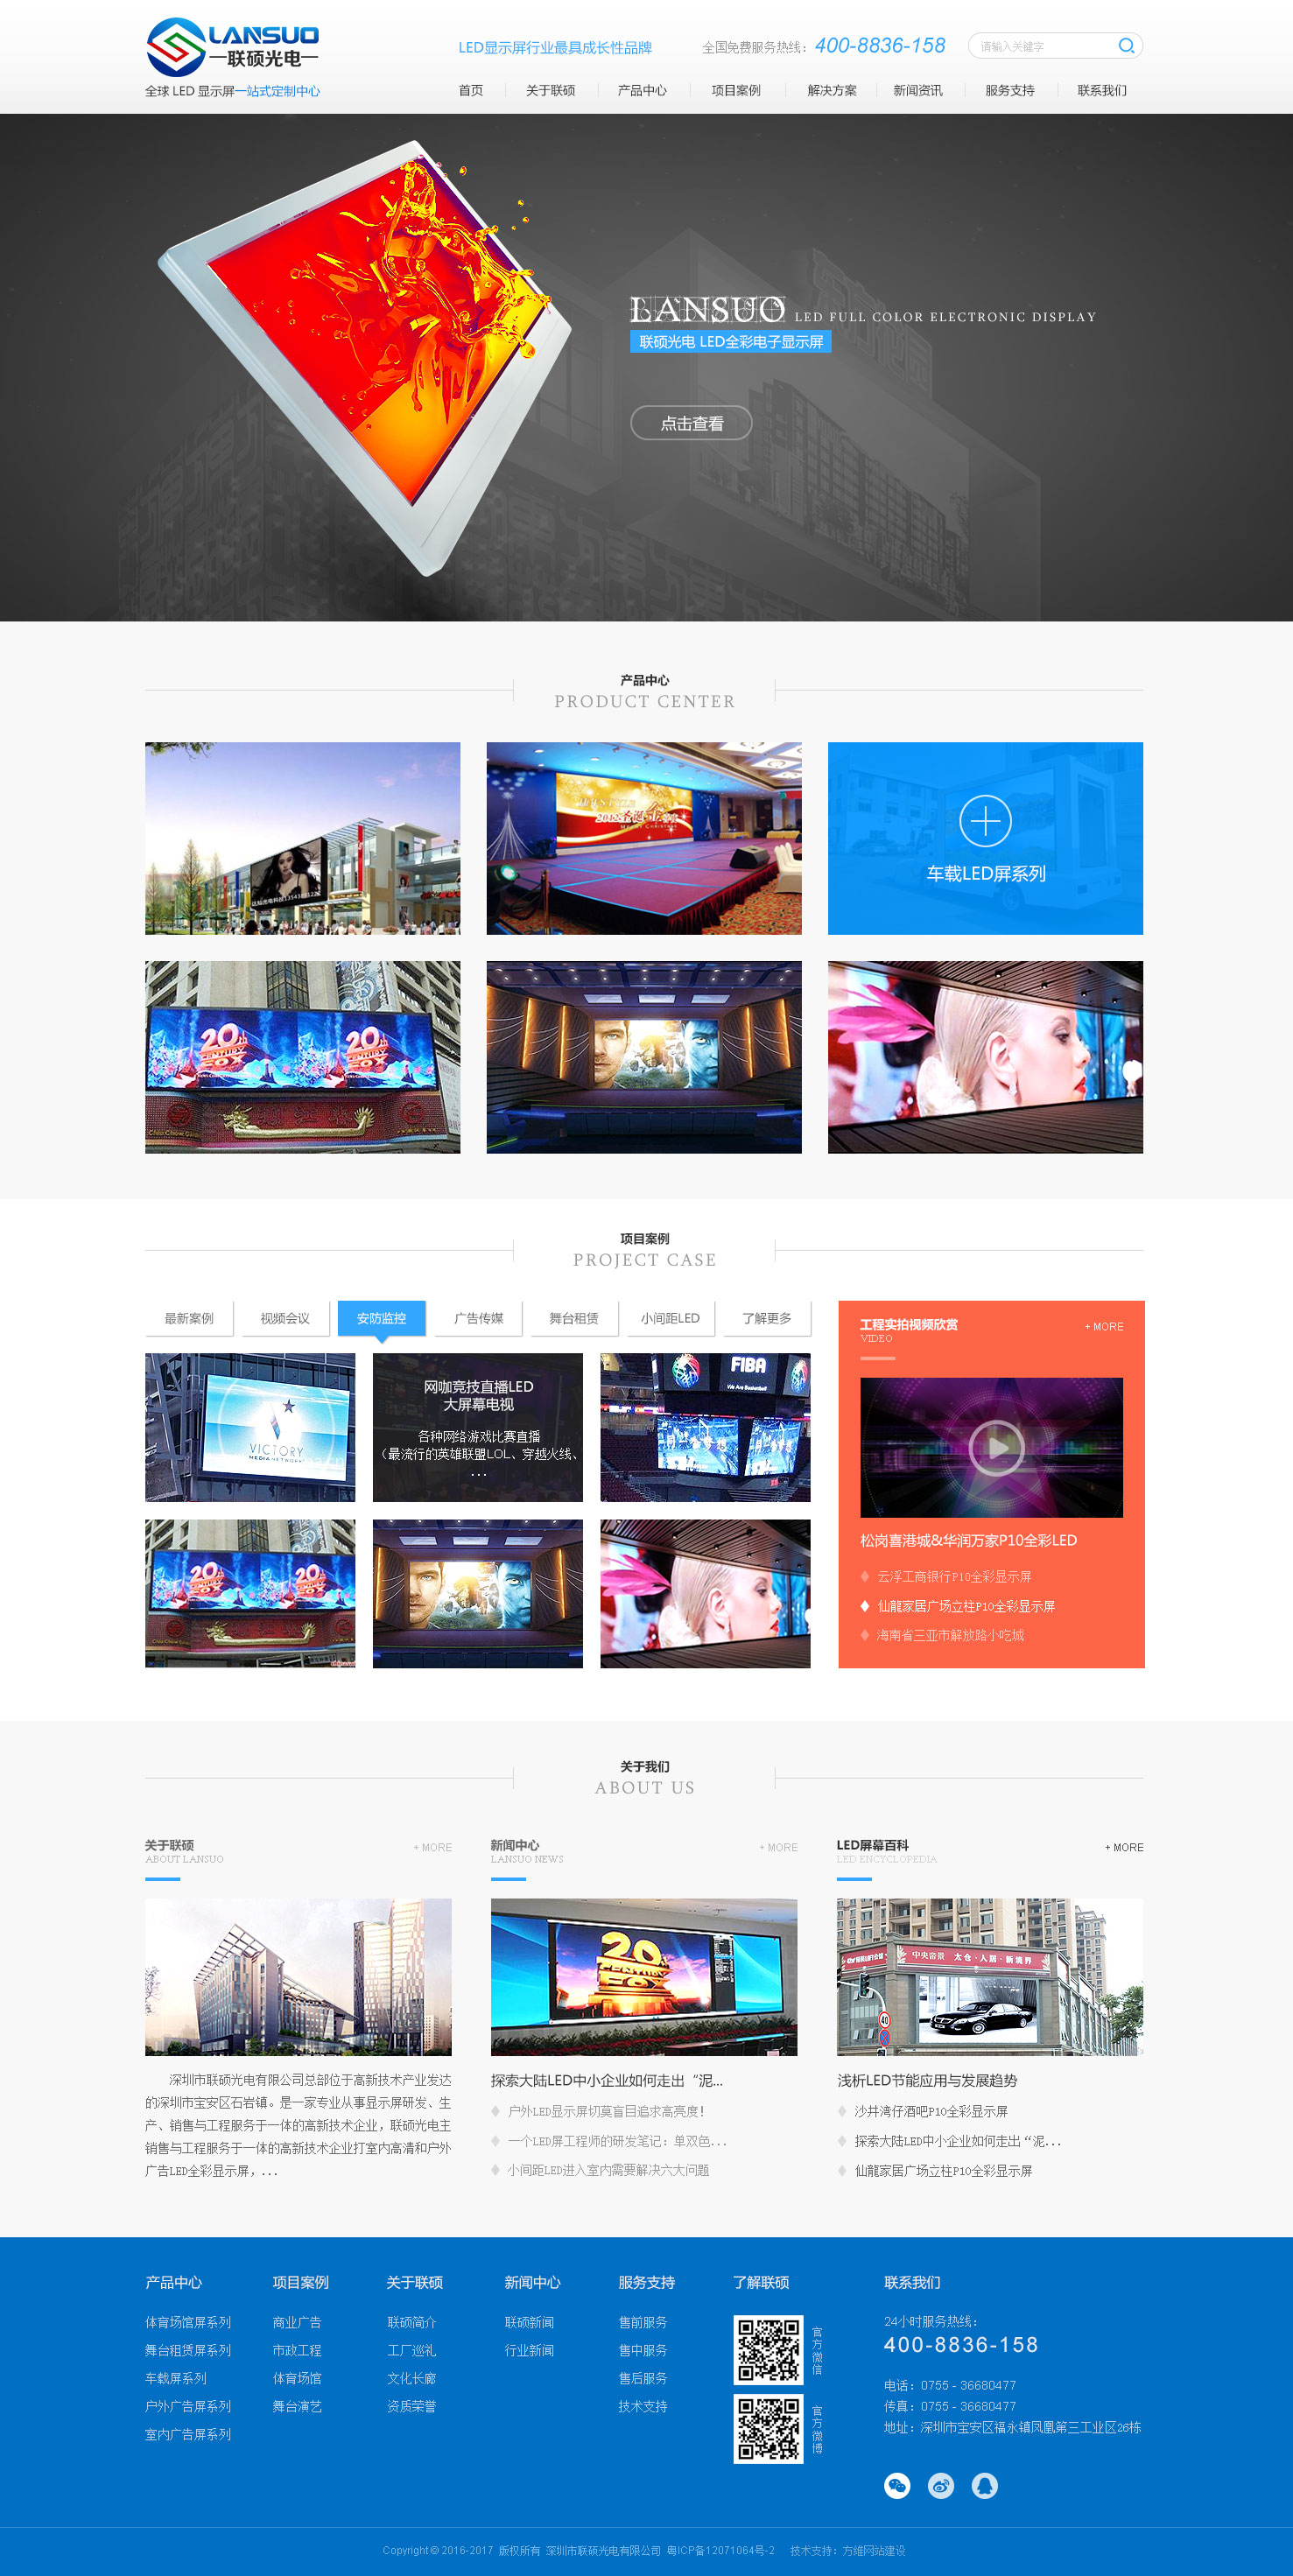 LANSUO
联硕光电
全球 LED 显示屏一站式定制中心
LED显示屏行业最具成长性品牌
全国免费服务热线：400-8836-158
请输入关键字
首页
关于联硕
产品中心
项目案例
解决方案
新闻资讯
服务支持
联系我们
LANSUO LED FULL COLOR ELECTRONIC DISPLAY
联硕光电 LED全彩电子显示屏
点击查看
产品中心
PRODUCT CENTER
车载LED屏系列
20
CENTURY
FOX
20
CENTURY
FOX
项目案例
PROJECT CASE
最新案例
视频会议
安防监控
广告传媒
舞台租赁
小间距LED
了解更多
VICTORY
MEDIA NETWORK
网咖竞技直播LED
大屏幕电视
各种网络游戏比赛直播
（最流行的英雄联盟LOL、穿越火线、
...
FIBA
We Are Basketball
工程实拍视频欣赏
VIDEO
+ MORE
松岗喜港城&华润万家P10全彩LED
云浮工商银行P10全彩显示屏
仙龍家居广场立柱P10全彩显示屏
海南省三亚市解放路小吃城
关于我们
ABOUT US
关于联硕
ABOUT LANSUO
+ MORE
深圳市联硕光电有限公司总部位于高新技术产业发达
的深圳市宝安区石岩镇。是一家专业从事显示屏研发、生
产、销售与工程服务于一体的高新技术企业，联硕光电主
销售与工程服务于一体的高新技术企业打室内高清和户外
广告LED全彩显示屏，...
新闻中心
LANSUO NEWS
+ MORE
20
CENTURY
FOX
探索大陆LED中小企业如何走出“泥...
户外LED显示屏切莫盲目追求高亮度！
一个LED屏工程师的研发笔记：单双色...
小间距LED进入室内需要解决六大问题
LED屏幕百科
LED ENCYCLOPEDIA
+ MORE
中央帝景 太仓·人居·新境界
40
浅析LED节能应用与发展趋势
沙井湾仔酒吧P10全彩显示屏
探索大陆LED中小企业如何走出“泥...
仙龍家居广场立柱P10全彩显示屏
产品中心
体育场馆屏系列
舞台租赁屏系列
车载屏系列
户外广告屏系列
室内广告屏系列
项目案例
商业广告
市政工程
体育场馆
舞台演艺
关于联硕
联硕简介
工厂巡礼
文化长廊
资质荣誉
新闻中心
联硕新闻
行业新闻
服务支持
售前服务
售中服务
售后服务
技术支持
了解联硕
官方微信
官方微博
联系我们
24小时服务热线：
400-8836-158
电话：0755 - 36680477
传真：0755 - 36680477
地址：深圳市宝安区福永镇凤凰第三工业区26栋
Copyright © 2016-2017 版权所有 深圳市联硕光电有限公司 粤ICP备12071064号-2 技术支持：方维网站建设